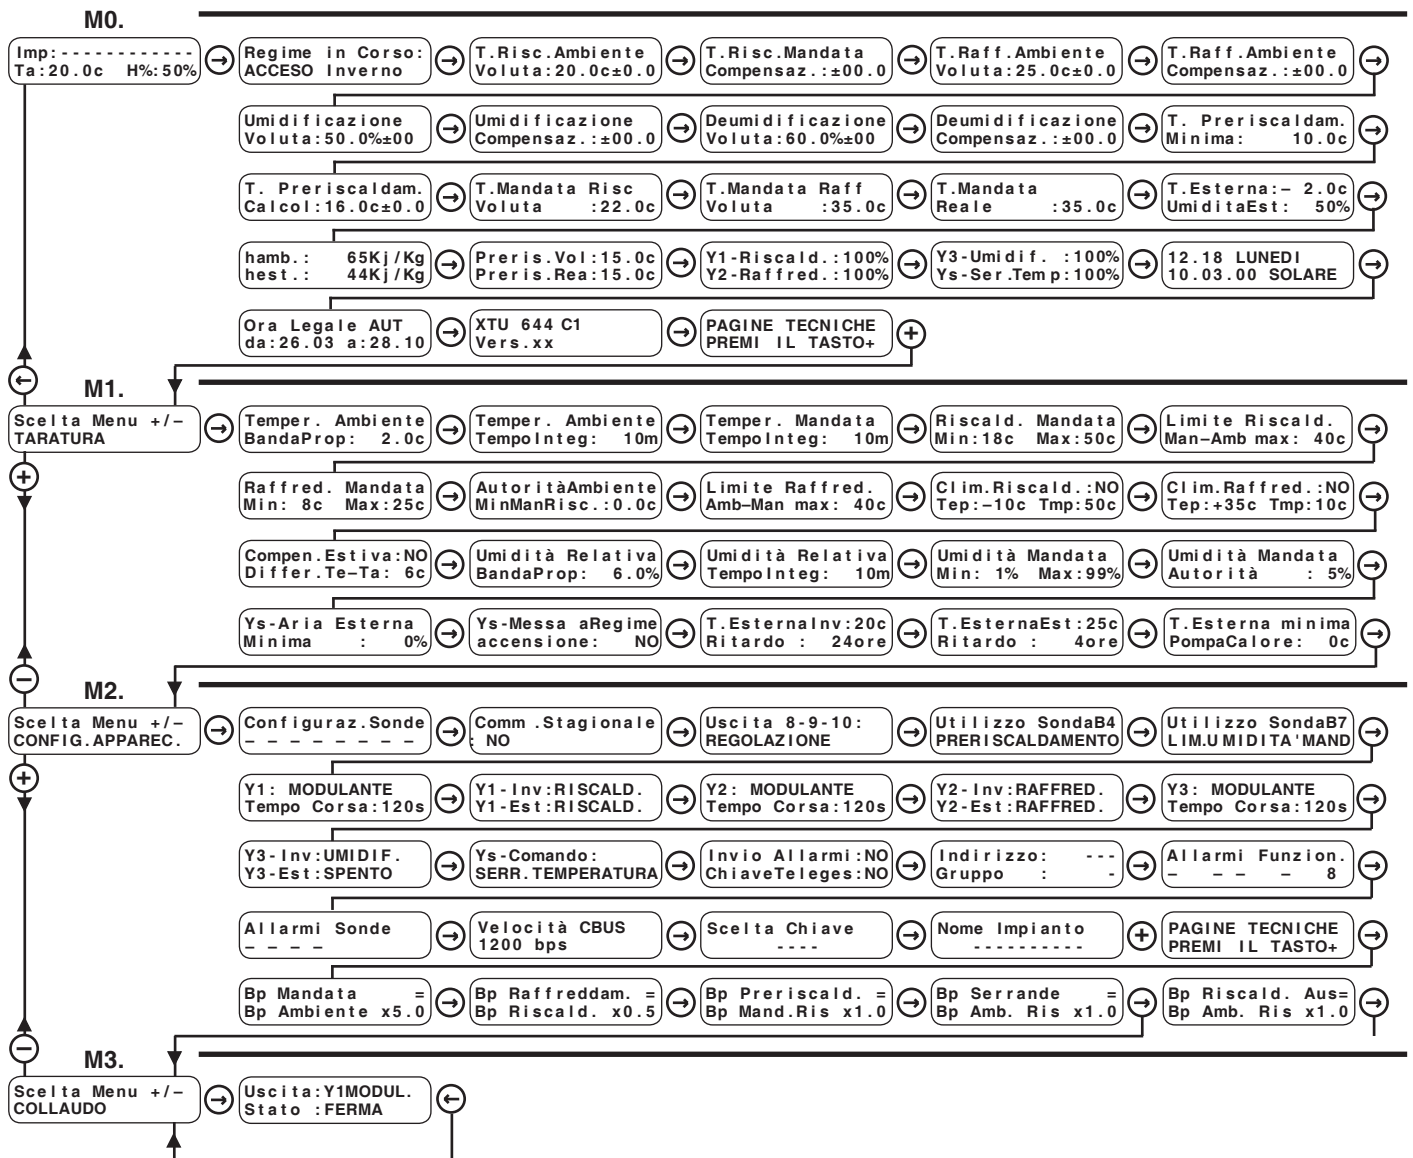 M0.
Imp:------------
Ta:20.0c H%:50%
Regime in Corso:
ACCESO Inverno
T.Risc.Ambiente
Voluta:20.0c±0.0
T.Risc.Mandata
Compensaz.:±00.0
T.Raff.Ambiente
Voluta:25.0c±0.0
T.Raff.Ambiente
Compensaz.:±00.0
Umidificazione
Voluta:50.0%±00
Umidificazione
Compensaz.:±00.0
Deumidificazione
Voluta:60.0%±00
Deumidificazione
Compensaz.:±00.0
T. Preriscaldam.
Minima: 10.0c
T. Preriscaldam.
Calcol:16.0c±0.0
T.Mandata Risc
Voluta :22.0c
T.Mandata Raff
Voluta :35.0c
T.Mandata
Reale :35.0c
T.Esterna:– 2.0c
UmiditaEst: 50%
hamb.: 65Kj/Kg
hest.: 44Kj/Kg
Preris.Vol:15.0c
Preris.Rea:15.0c
Y1-Riscald.:100%
Y2-Raffred.:100%
Y3-Umidif. :100%
Ys-Ser.Temp:100%
12.18 LUNEDI
10.03.00 SOLARE
Ora Legale AUT
da:26.03 a:28.10
XTU 644 C1
Vers.xx
PAGINE TECNICHE
PREMI IL TASTO+
M1.
Scelta Menu +/–
TARATURA
Temper. Ambiente
BandaProp: 2.0c
Temper. Ambiente
TempoInteg: 10m
Temper. Mandata
TempoInteg: 10m
Riscald. Mandata
Min:18c Max:50c
Limite Riscald.
Man–Amb max: 40c
Raffred. Mandata
Min: 8c Max:25c
AutoritàAmbiente
MinManRisc.:0.0c
Limite Raffred.
Amb–Man max: 40c
Clim.Riscald.:NO
Tep:–10c Tmp:50c
Clim.Raffred.:NO
Tep:+35c Tmp:10c
Compen.Estiva:NO
Differ.Te–Ta: 6c
Umidità Relativa
BandaProp: 6.0%
Umidità Relativa
TempoInteg: 10m
Umidità Mandata
Min: 1% Max:99%
Umidità Mandata
Autorità : 5%
Ys-Aria Esterna
Minima : 0%
Ys-Messa aRegime
accensione: NO
T.EsternaInv:20c
Ritardo : 24ore
T.EsternaEst:25c
Ritardo : 4ore
T.Esterna minima
PompaCalore: 0c
M2.
Scelta Menu +/–
CONFIG.APPAREC.
Configuraz.Sonde
– – – – – – – –
Comm .Stagionale
: NO
Uscita 8-9-10:
REGOLAZIONE
Utilizzo SondaB4
PRERISCALDAMENTO
Utilizzo SondaB7
LIM.UMIDITA'MAND
Y1: MODULANTE
Tempo Corsa:120s
Y1-Inv:RISCALD.
Y1-Est:RISCALD.
Y2: MODULANTE
Tempo Corsa:120s
Y2-Inv:RAFFRED.
Y2-Est:RAFFRED.
Y3: MODULANTE
Tempo Corsa:120s
Y3-Inv:UMIDIF.
Y3-Est:SPENTO
Ys-Comando:
SERR.TEMPERATURA
Invio Allarmi:NO
ChiaveTeleges:NO
Indirizzo: ---
Gruppo : -
Allarmi Funzion.
– – – – 8
Allarmi Sonde
– – – –
Velocità CBUS
1200 bps
Scelta Chiave
----
Nome Impianto
----------
PAGINE TECNICHE
PREMI IL TASTO+
Bp Mandata =
Bp Ambiente x5.0
Bp Raffreddam. =
Bp Riscald. x0.5
Bp Preriscald. =
Bp Mand.Ris x1.0
Bp Serrande =
Bp Amb. Ris x1.0
Bp Riscald. Aus=
Bp Amb. Ris x1.0
M3.
Scelta Menu +/–
COLLAUDO
Uscita:Y1MODUL.
Stato :FERMA